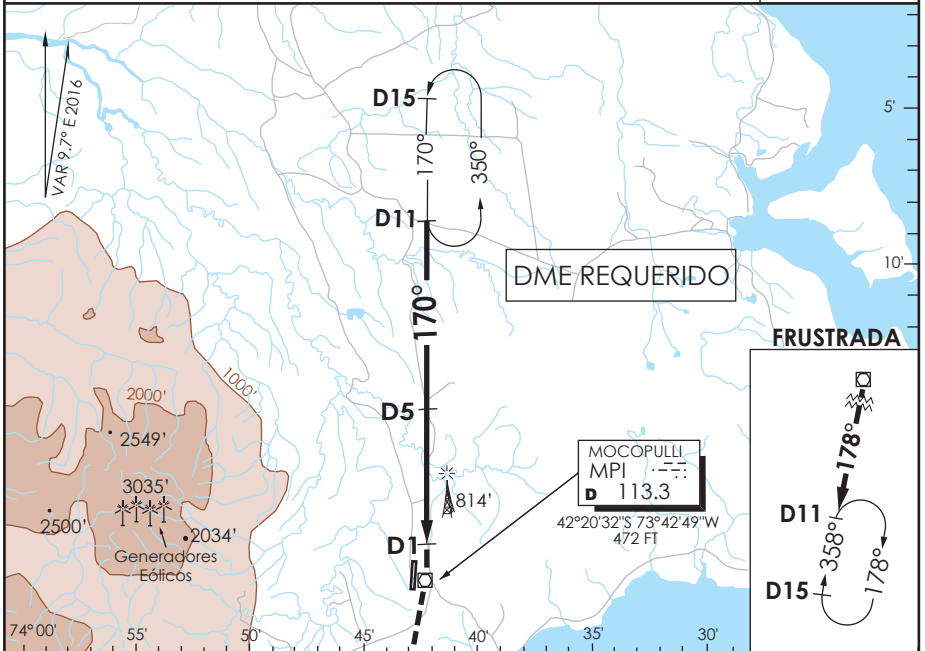 VAR 9.7° E 2016
D15
170°
350°
5'
D11
DME REQUERIDO
10'
170°
FRUSTRADA
1000'
2000'
D5
2549'
178°
MOCOPULLI
MPI
D 113.3
3035'
814'
2500'
2034'
42°20'32"S 73°42'49"W
472 FT
D11
Generadores
Eólicos
D1
358°
178°
D15
74°00'
55'
50'
45'
40'
35'
30'